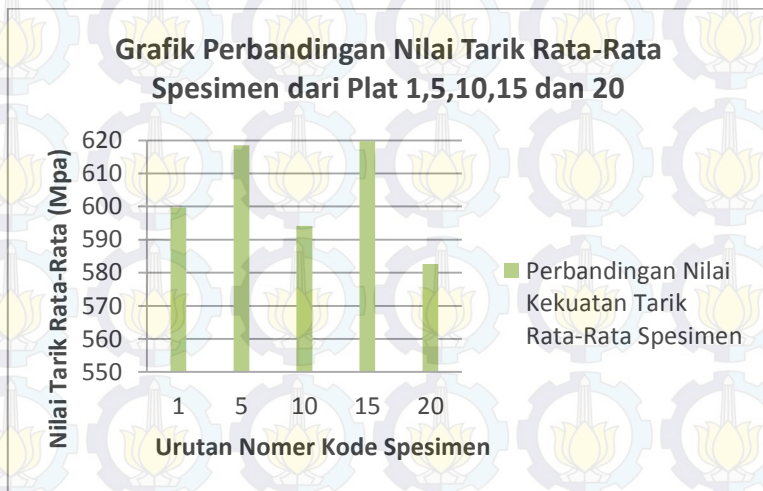 Grafik Perbandingan Nilai Tarik Rata-Rata
Spesimen dari Plat 1,5,10,15 dan 20
Nilai Tarik Rata-Rata (Mpa)
620
610
600
590
580
570
560
550
1 5 10 15 20
Urutan Nomer Kode Spesimen
Perbandingan Nilai
Kekuatan Tarik
Rata-Rata Spesimen